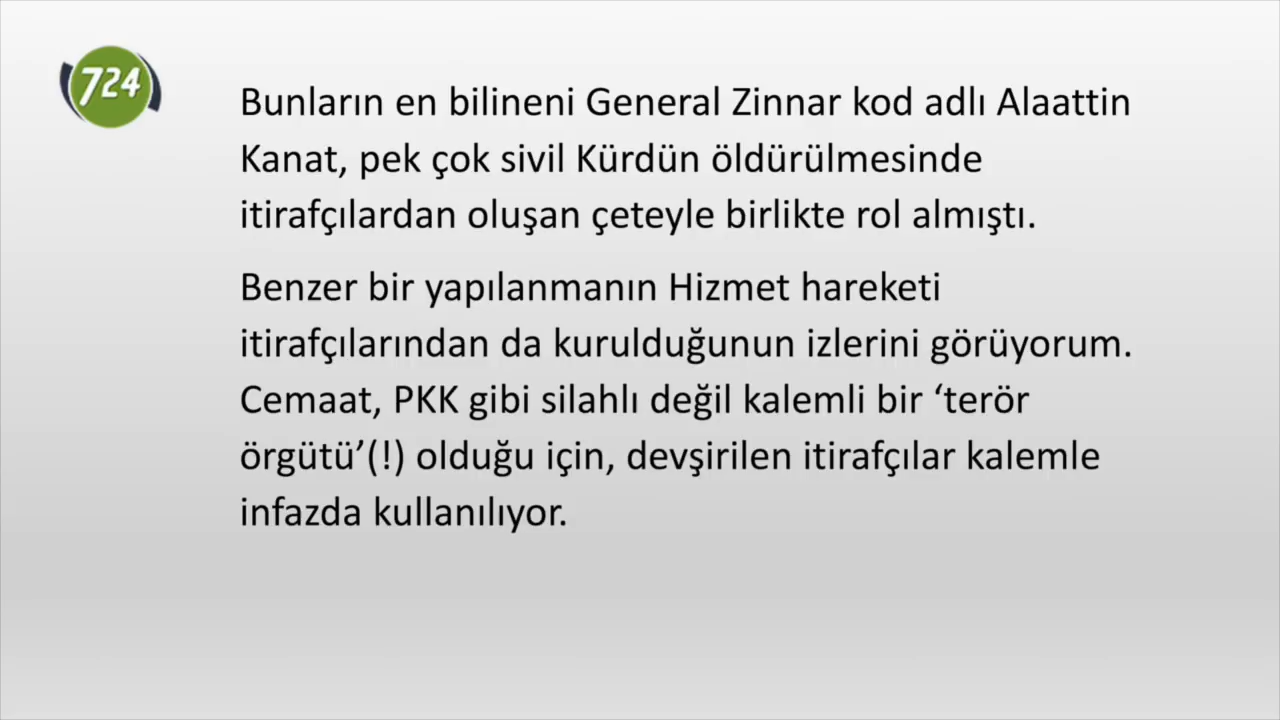 724
Bunların en bilineni General Zinnar kod adlı Alaattin
Kanat, pek çok sivil Kürdün öldürülmesinde
itirafçılardan oluşan çeteyle birlikte rol almıştı.
Benzer bir yapılanmanın Hizmet hareketi
itirafçılarından da kurulduğunun izlerini görüyorum.
Cemaat, PKK gibi silahlı değil kalemli bir ‘terör
örgütü’(!) olduğu için, devşirilen itirafçılar kalemle
infazda kullanılıyor.